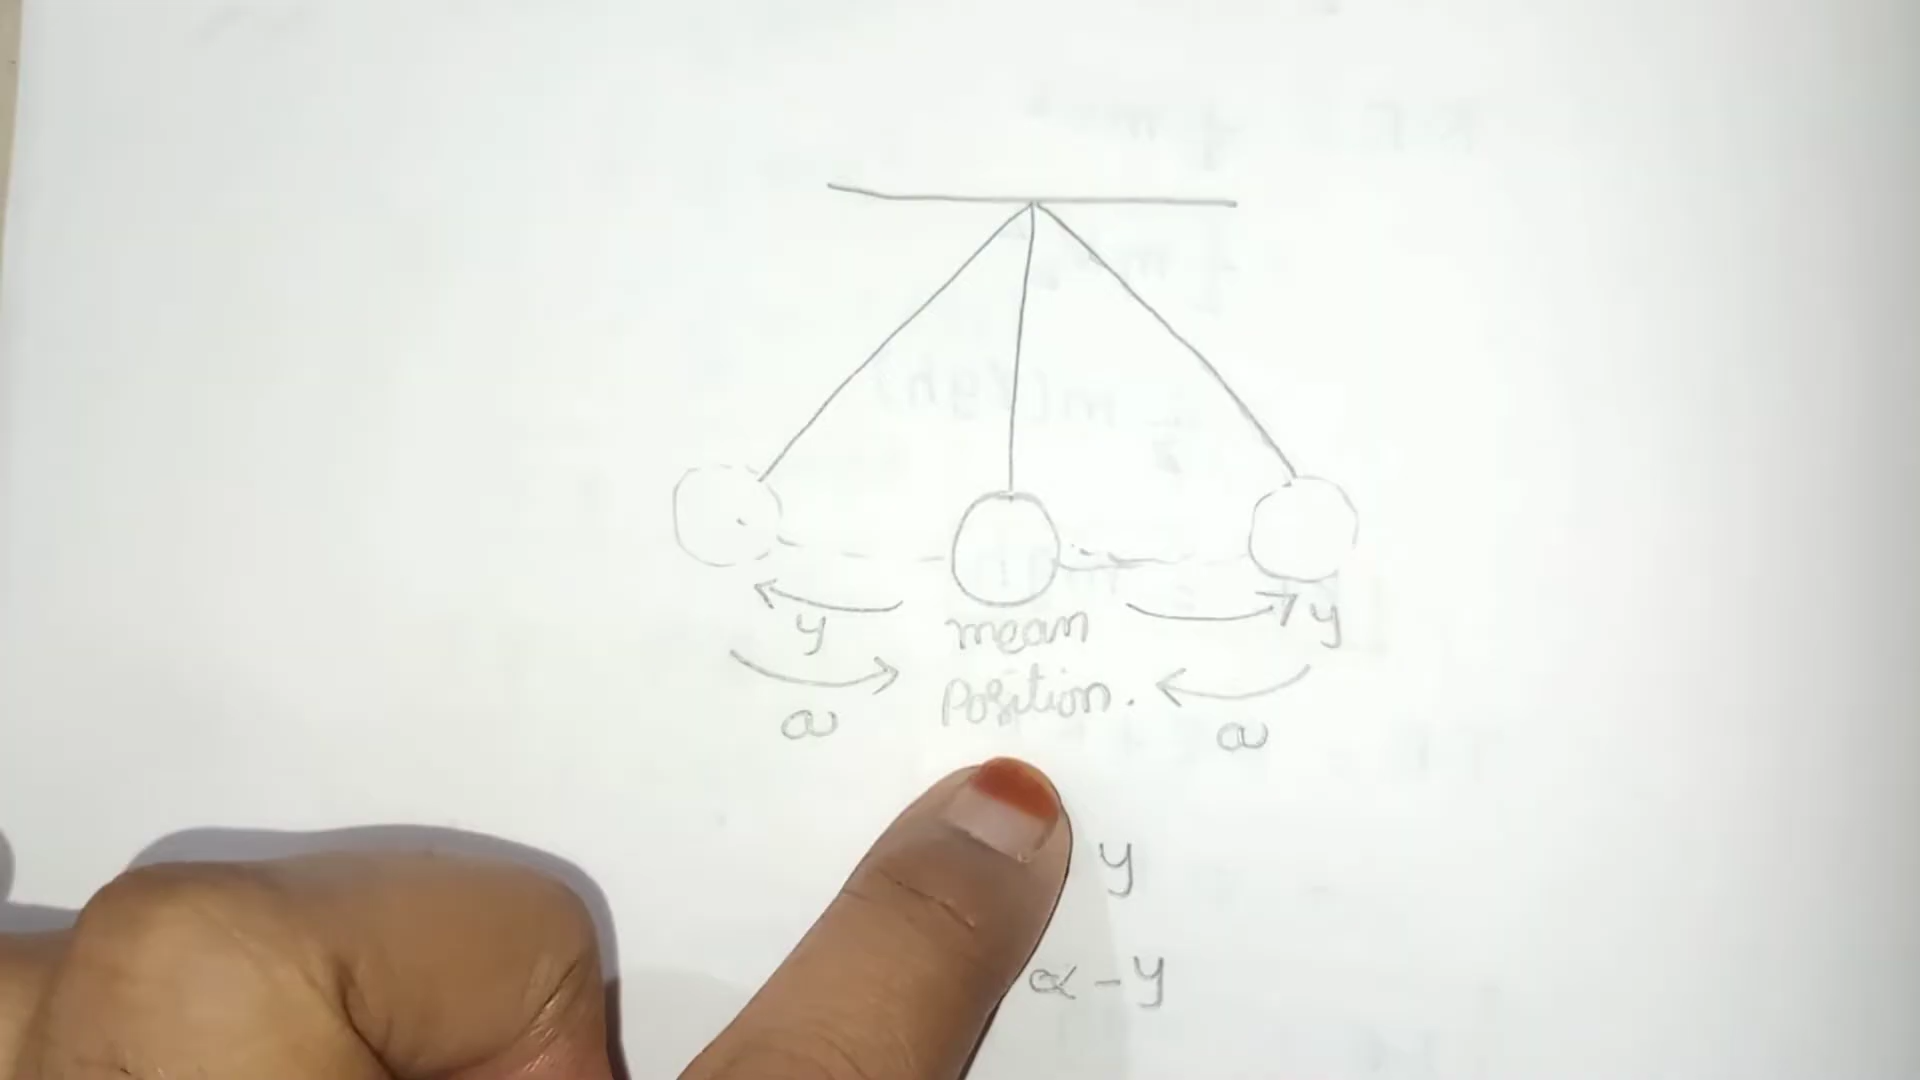 y
y
mean
position.
a
a
y
α - y